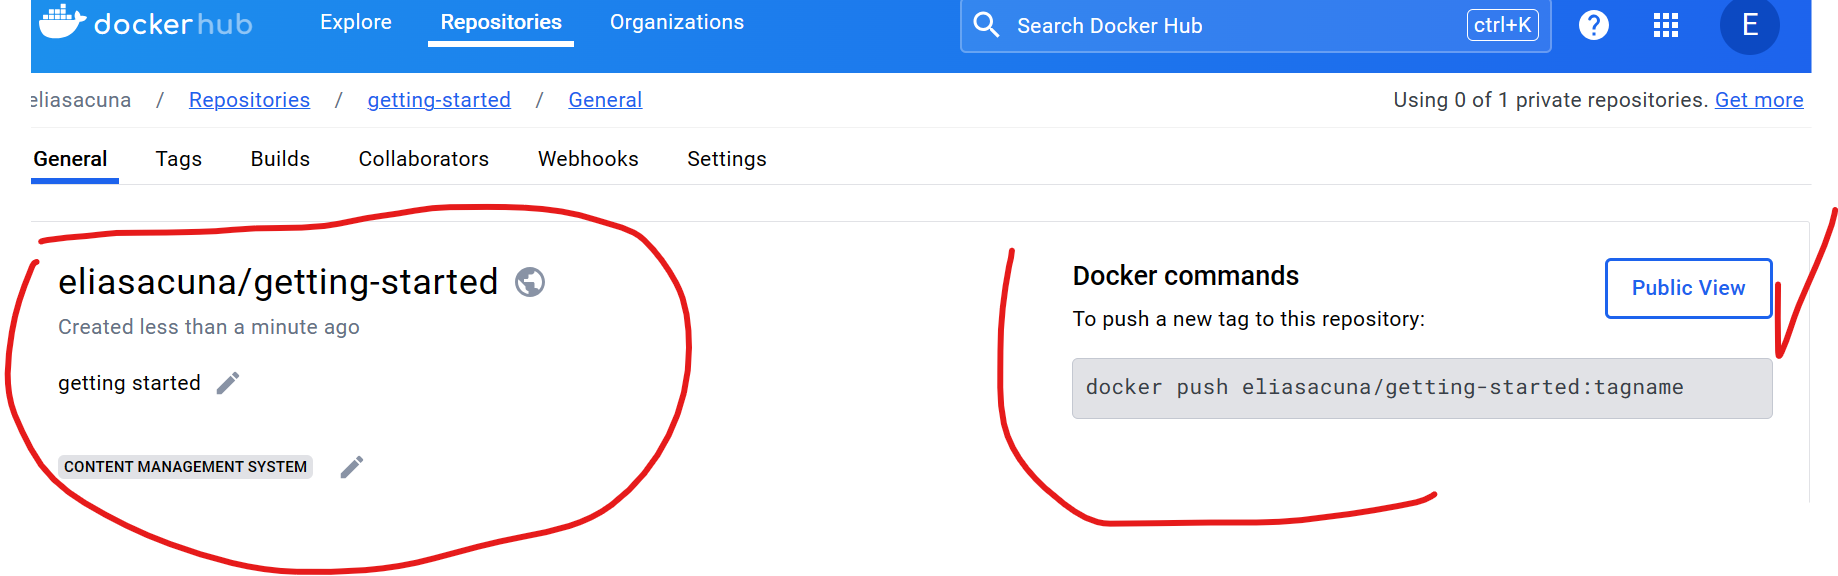 dockerhub Explore Repositories Organizations Search Docker Hub ctrl+K ? E
eliasacuna / Repositories / getting-started / General Using 0 of 1 private repositories. Get more
General Tags Builds Collaborators Webhooks Settings
eliasacuna/getting-started
Created less than a minute ago
getting started
CONTENT MANAGEMENT SYSTEM
Docker commands
Public View
To push a new tag to this repository:
docker push eliasacuna/getting-started:tagname